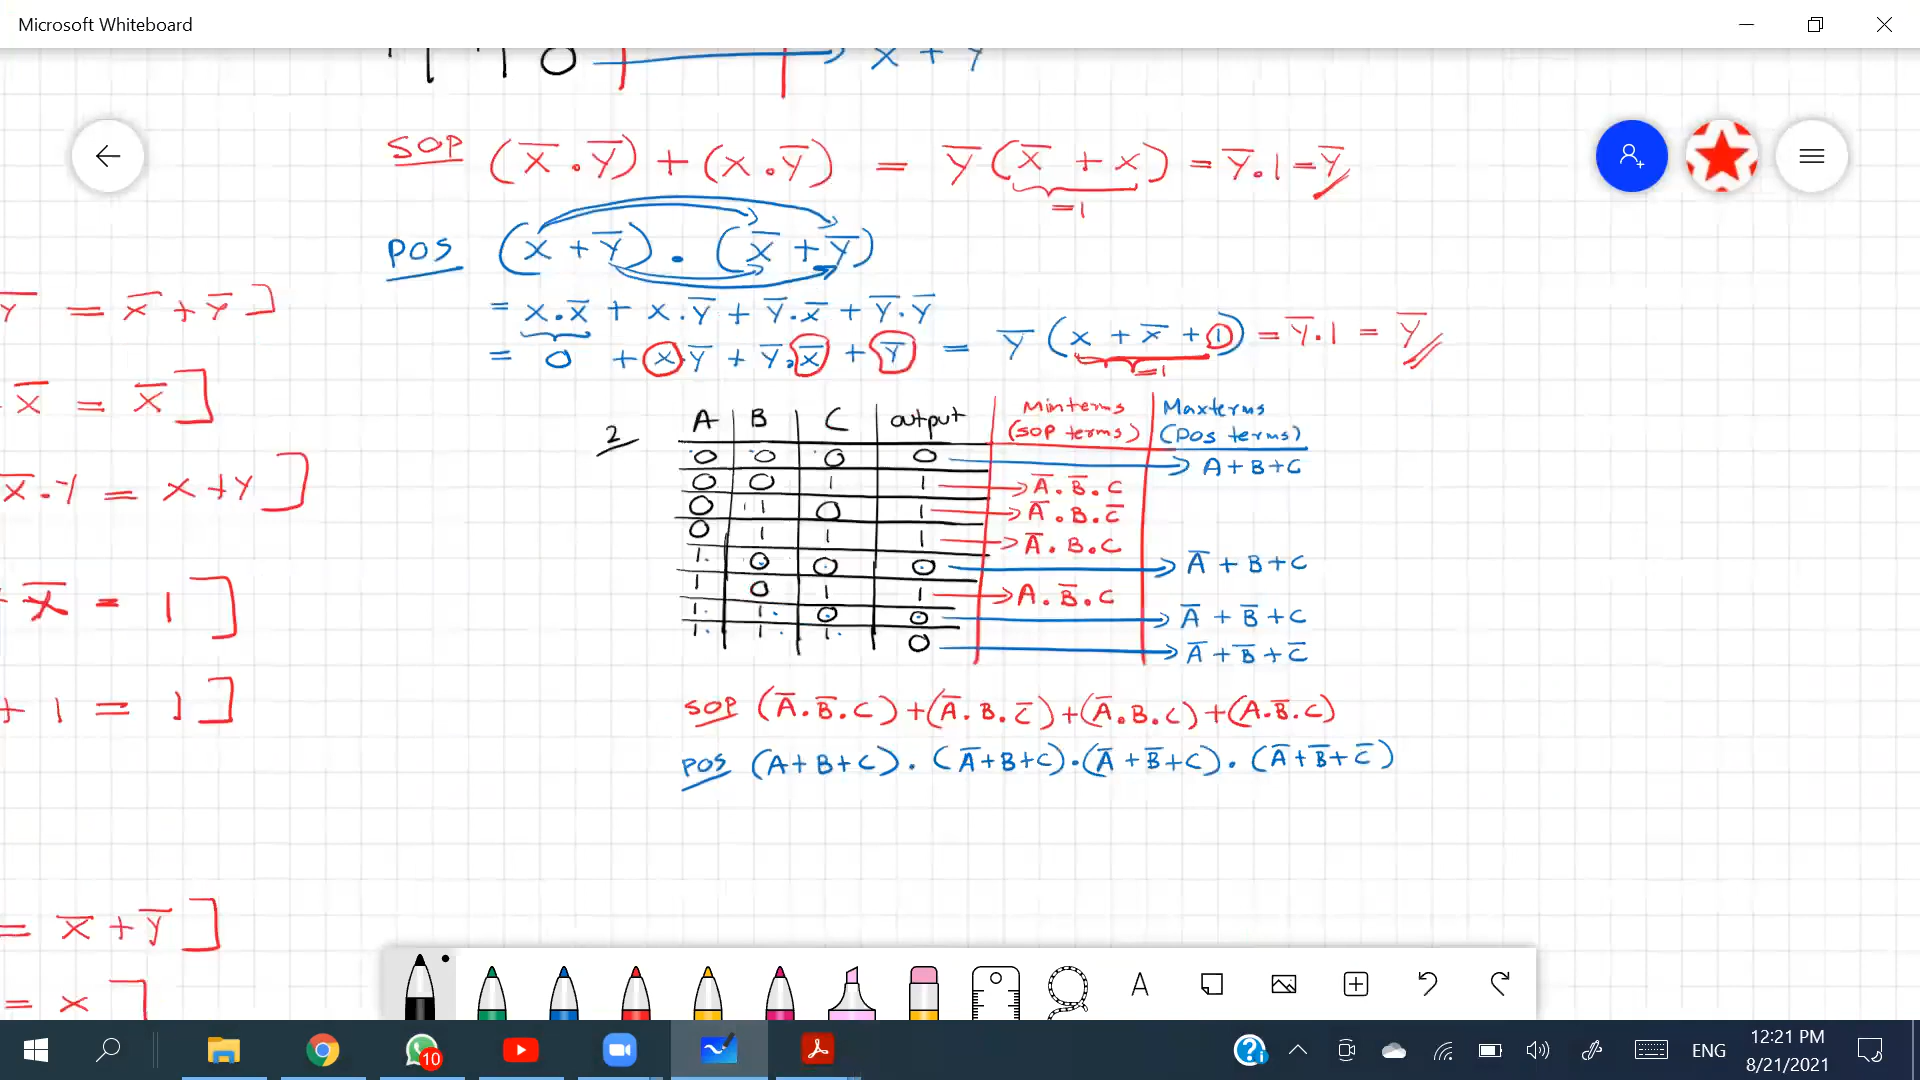 Microsoft Whiteboard
1 1 0 → X + Y
SOP (X̅.Y̅) + (X.Y̅) = Y̅(X̅ + X) = Y̅.1 = Y̅
=1
POS (X + Y̅) . (X̅ + Y̅)
= X.X̅ + X.Y̅ + Y̅.X̅ + Y̅.Y̅
= 0 + X.Y̅ + Y̅.X̅ + Y̅ = Y̅(X + X̅ + 1) = Y̅.1 = Y̅
=1
Y̅ = X̅ + Y̅]
X̅ = X̅]
X̅.Y = X + Y]
+ X̅ = 1]
+ 1 = 1]
= X̅ + Y̅]
= X]
2
A B C output Minterms (SOP terms) Maxterms (POS terms)
0 0 0 0 → A + B + C
0 0 1 1 → A̅.B̅.C
0 1 0 1 → A̅.B.C̅
0 1 1 1 → A̅.B.C
1 0 0 0 → A̅ + B + C
1 0 1 1 → A.B̅.C
1 1 0 0 → A̅ + B̅ + C
1 1 1 0 → A̅ + B̅ + C̅
SOP (A̅.B̅.C) + (A̅.B.C̅) + (A̅.B.C) + (A.B̅.C)
POS (A+B+C) . (A̅+B+C) . (A̅+B̅+C) . (A̅+B̅+C̅)
A
10
ENG
12:21 PM
8/21/2021